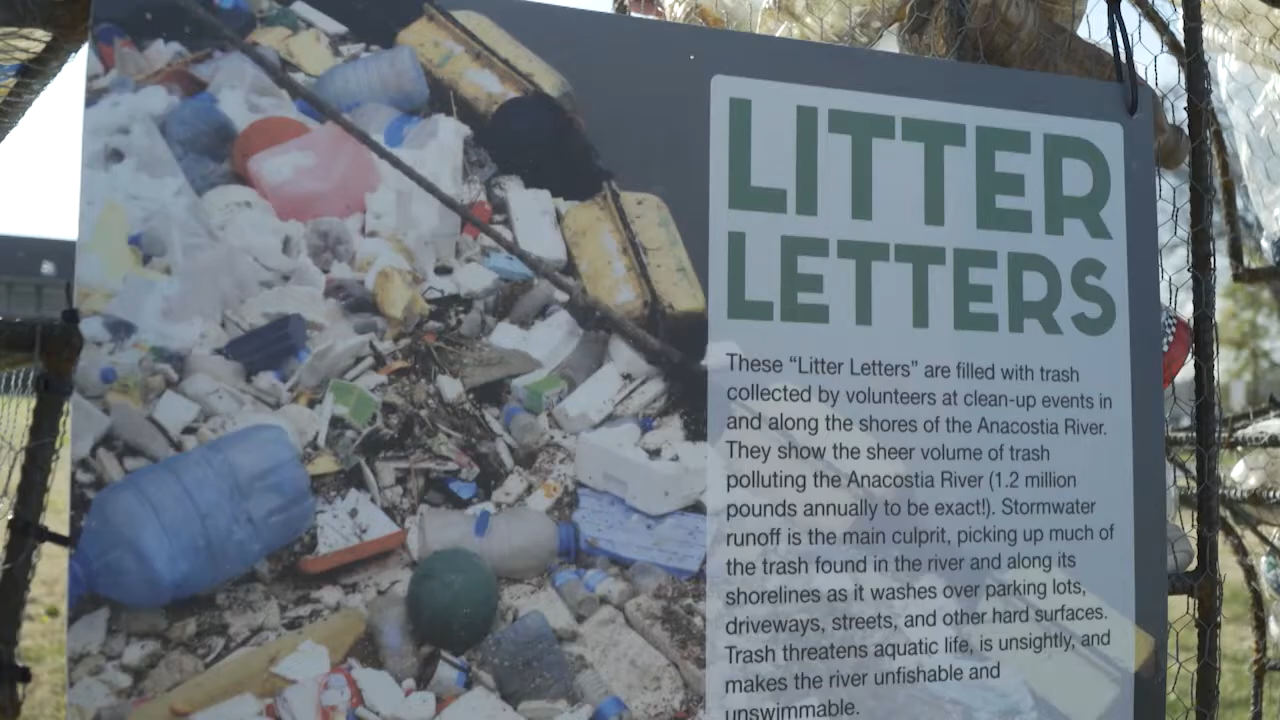 LITTER
LETTERS
These “Litter Letters” are filled with trash
collected by volunteers at clean-up events in
and along the shores of the Anacostia River.
They show the sheer volume of trash
polluting the Anacostia River (1.2 million
pounds annually to be exact!). Stormwater
runoff is the main culprit, picking up much of
the trash found in the river and along its
shorelines as it washes over parking lots,
driveways, streets, and other hard surfaces.
Trash threatens aquatic life, is unsightly, and
makes the river unfishable and
unswimmable.